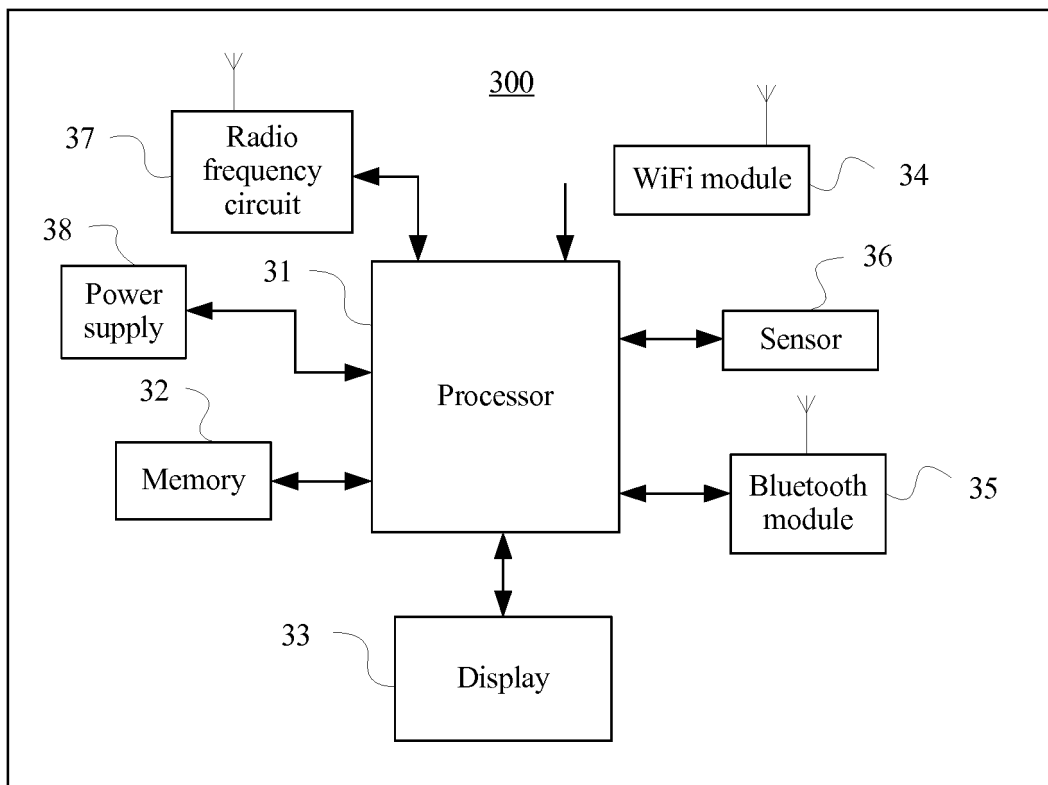 300
37
Radio
frequency
circuit
WiFi module
34
38
Power
supply
31
36
Sensor
Processor
32
Memory
Bluetooth
module
35
33
Display